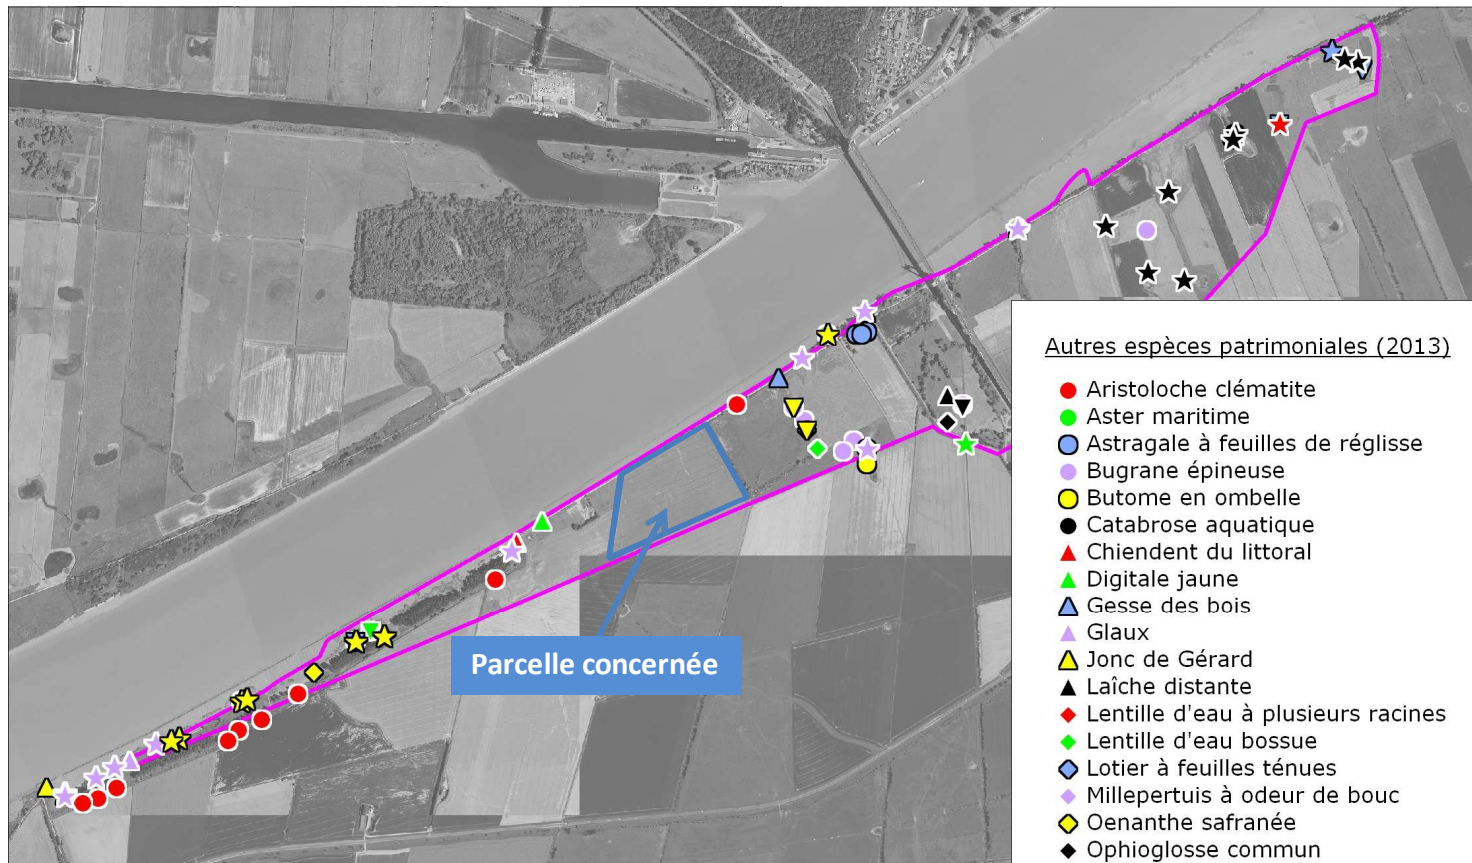 Autres espèces patrimoniales (2013)
Aristoloche clématite
Aster maritime
Astragale à feuilles de réglisse
Bugrane épineuse
Butome en ombelle
Catabrose aquatique
Chiendent du littoral
Digitale jaune
Gesse des bois
Glaux
Jonc de Gérard
Laîche distante
Lentille d'eau à plusieurs racines
Lentille d'eau bossue
Lotier à feuilles ténues
Millepertuis à odeur de bouc
Oenanthe safranée
Ophioglosse commun
Parcelle concernée